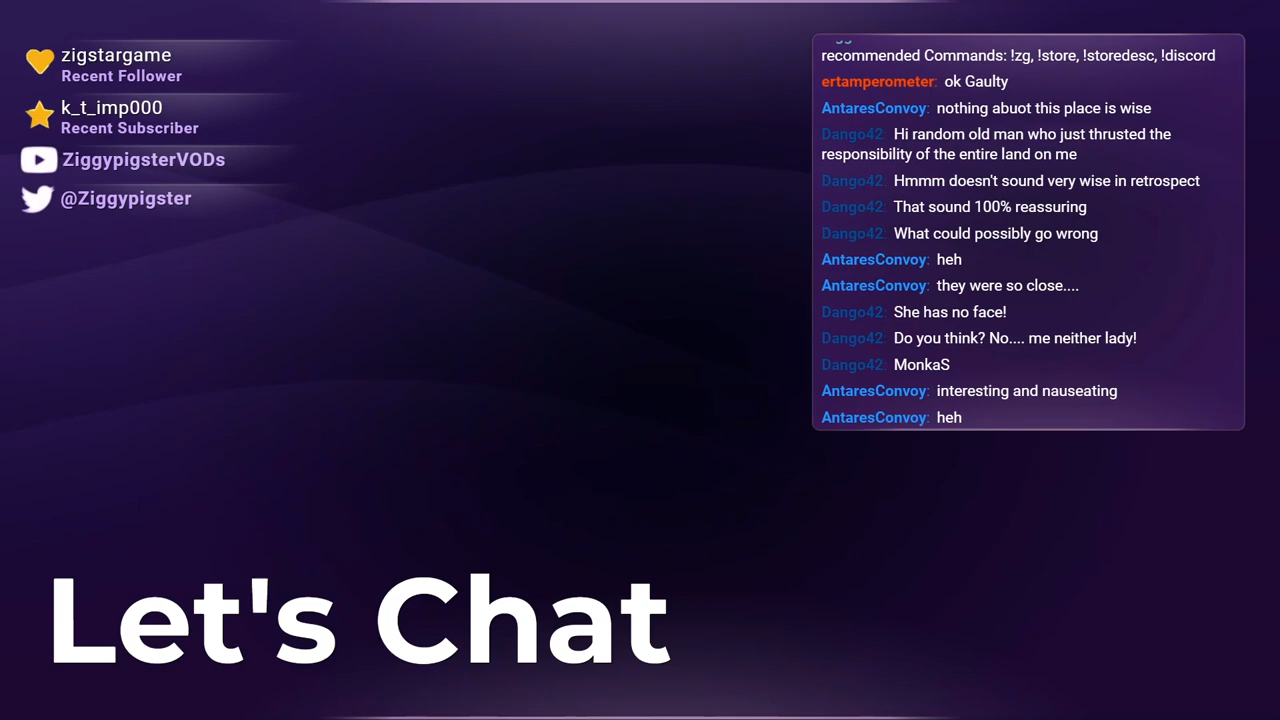 zigstargame
Recent Follower
k_t_imp000
Recent Subscriber
ZiggypigsterVODs
@Ziggypigster
recommended Commands: !zg, !store, !storedesc, !discord
ertamperometer: ok Gaulty
AntaresConvoy: nothing abuot this place is wise
Dango42: Hi random old man who just thrusted the
responsibility of the entire land on me
Dango42: Hmmm doesn't sound very wise in retrospect
Dango42: That sound 100% reassuring
Dango42: What could possibly go wrong
AntaresConvoy: heh
AntaresConvoy: they were so close....
Dango42: She has no face!
Dango42: Do you think? No.... me neither lady!
Dango42: MonkaS
AntaresConvoy: interesting and nauseating
AntaresConvoy: heh
Let's Chat